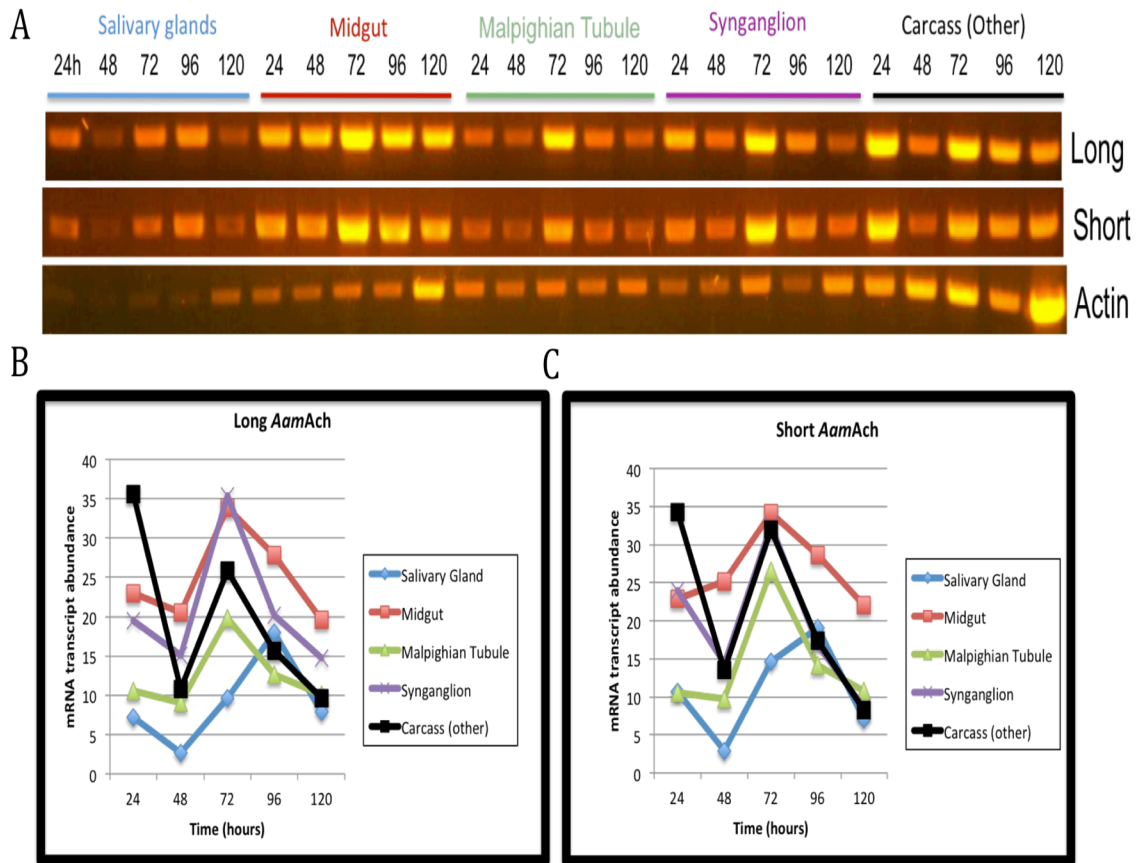 A
Salivary glands Midgut Malpighian Tubule Synganglion Carcass (Other)
24h 48 72 96 120 24 48 72 96 120 24 48 72 96 120 24 48 72 96 120 24 48 72 96 120
Long
Short
Actin
B
Long AamAch
mRNA transcript abundance
40
35
30
25
20
15
10
5
0
24 48 72 96 120
Time (hours)
Salivary Gland
Midgut
Malpighian Tubule
Synganglion
Carcass (other)
C
Short AamAch
mRNA transcript abundance
40
35
30
25
20
15
10
5
0
24 48 72 96 120
Time (hours)
Salivary Gland
Midgut
Malpighian Tubule
Synganglion
Carcass (other)